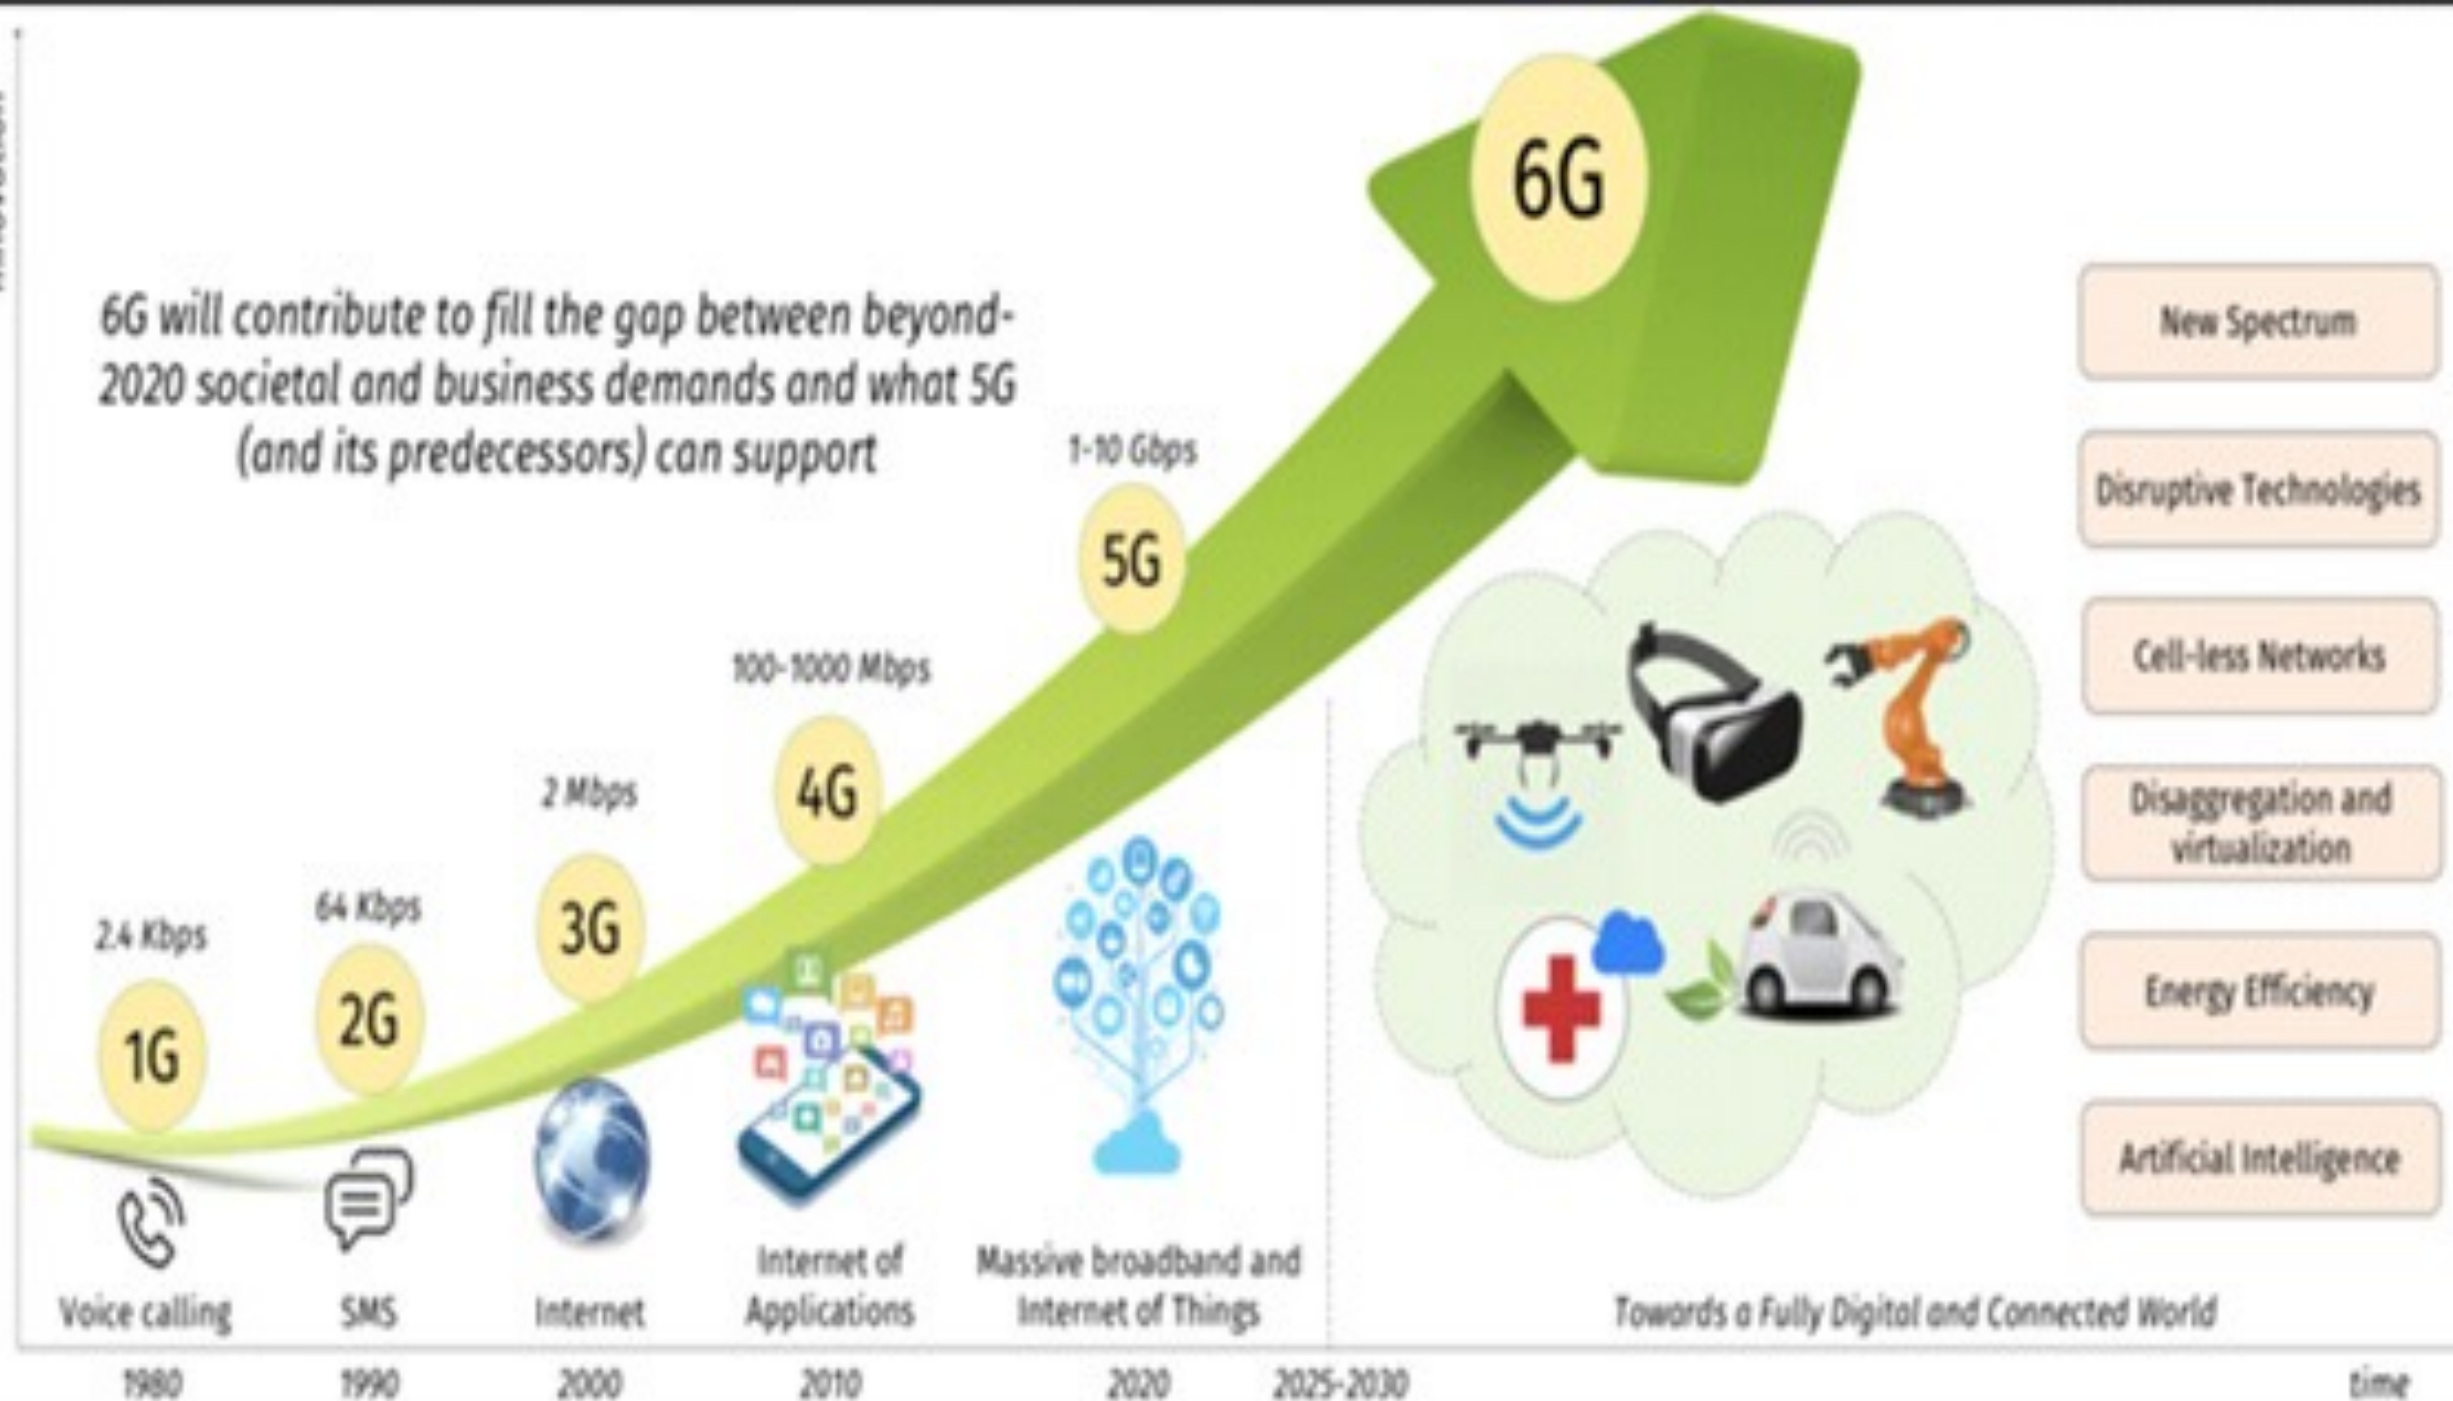 6G
6G will contribute to fill the gap between beyond-
2020 societal and business demands and what 5G
(and its predecessors) can support
1-10 Gbps
5G
100-1000 Mbps
4G
2 Mbps
3G
64 Kbps
2G
2.4 Kbps
1G
New Spectrum
Disruptive Technologies
Cell-less Networks
Disaggregation and
virtualization
Energy Efficiency
Artificial Intelligence
Voice calling
SMS
Internet
Internet of
Applications
Massive broadband and
Internet of Things
Towards a Fully Digital and Connected World
1980
1990
2000
2010
2020
2025-2030
time